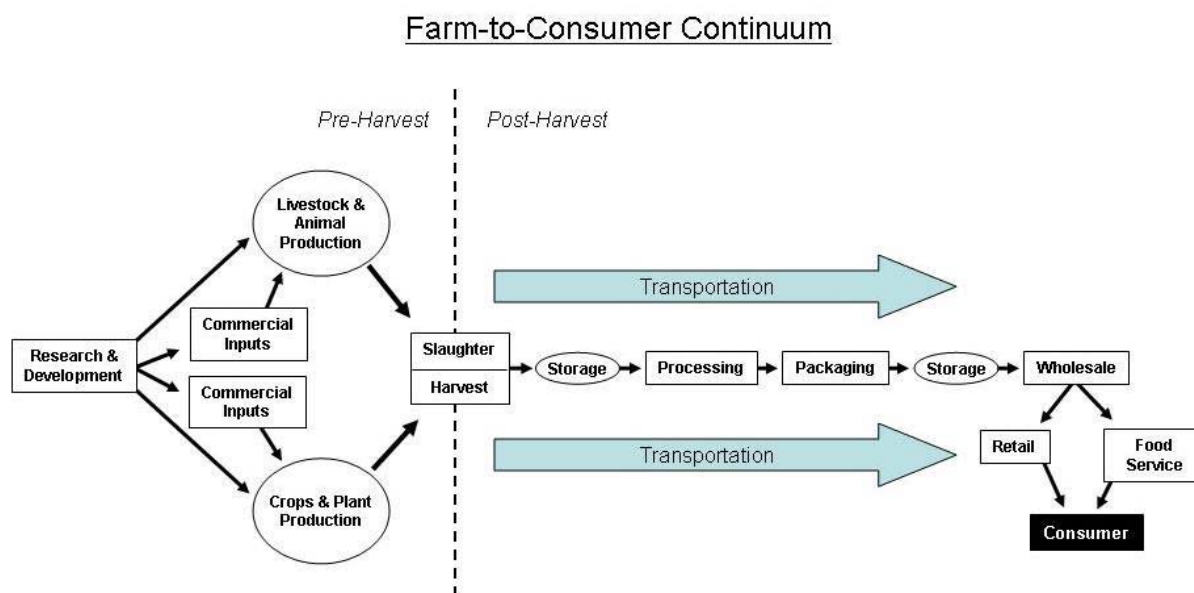 Farm-to-Consumer Continuum
Pre-Harvest
Post-Harvest
Livestock &
Animal
Production
Transportation
Commercial
Inputs
Research &
Development
Commercial
Inputs
Slaughter
Harvest
Storage
Processing
Packaging
Storage
Wholesale
Transportation
Retail
Food
Service
Crops & Plant
Production
Consumer